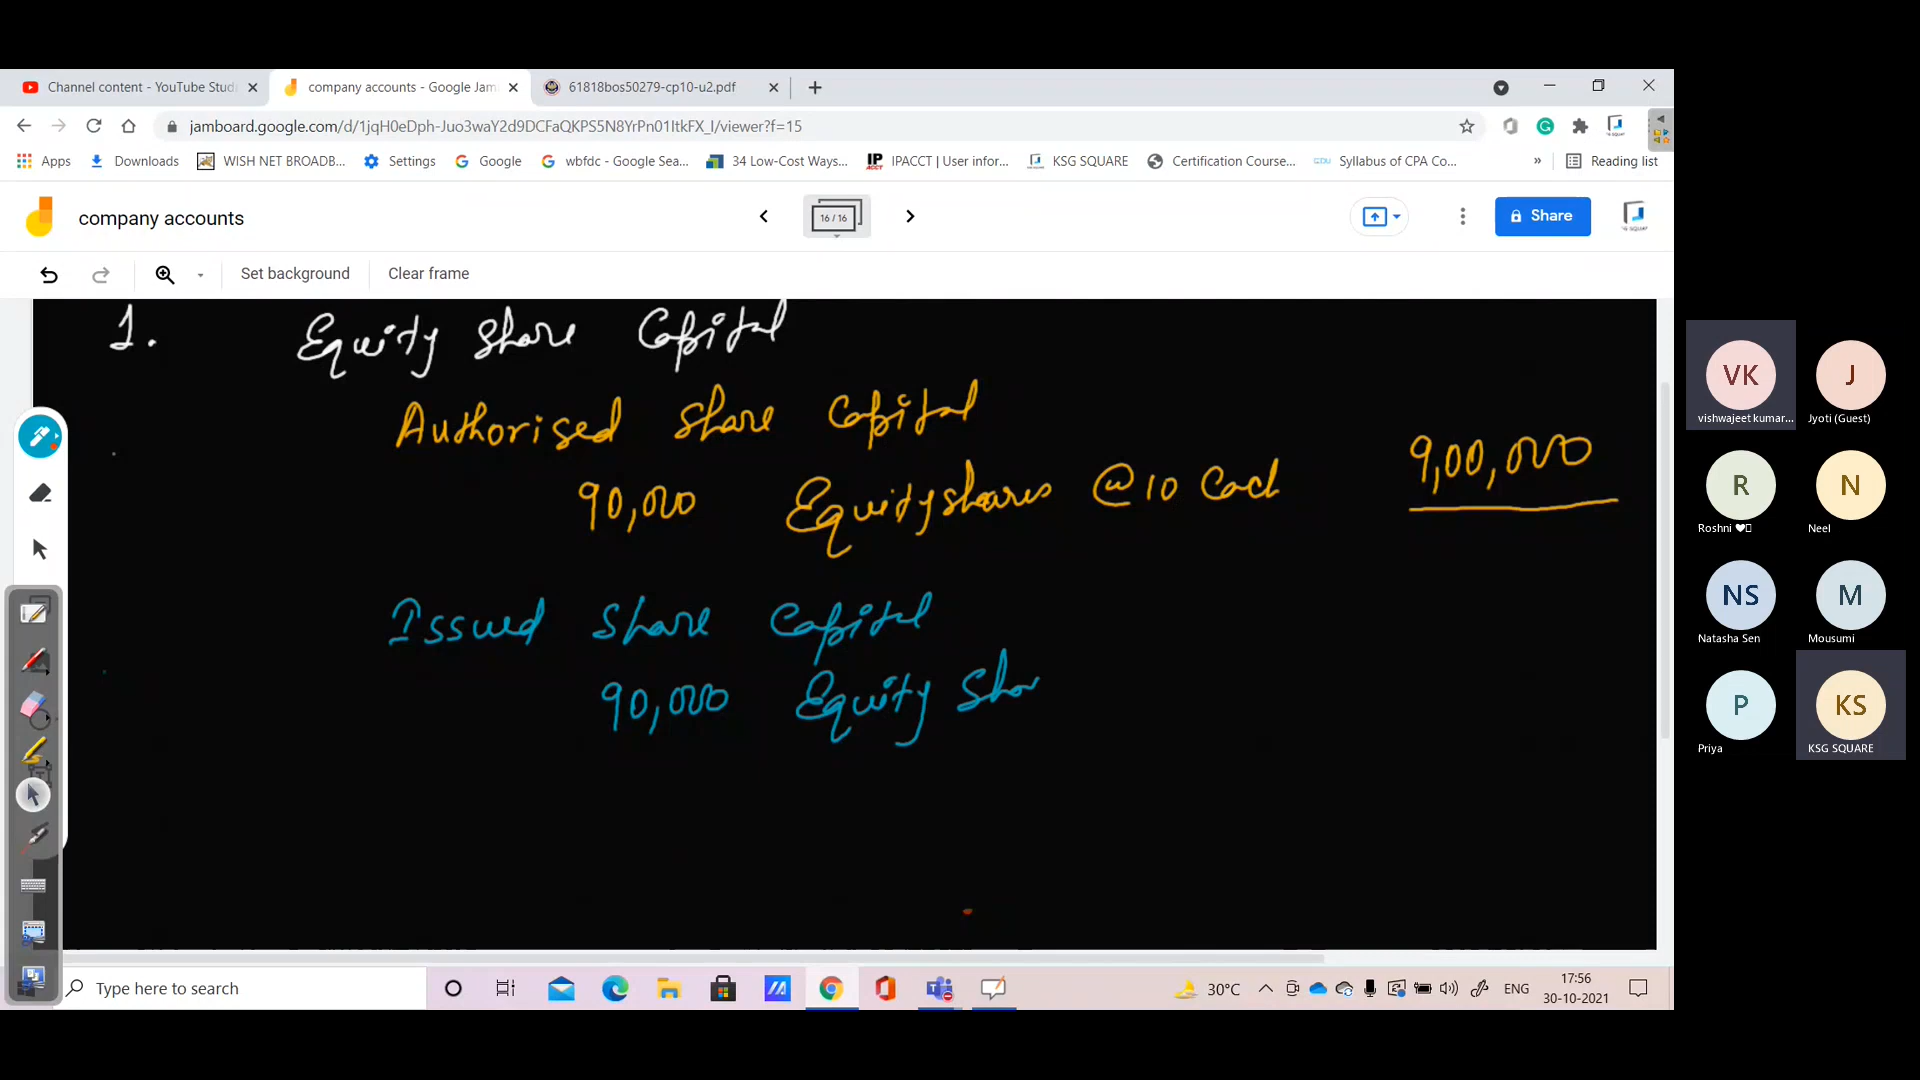 Channel content - YouTube Studi
company accounts - Google Jam
61818bos50279-cp10-u2.pdf
jamboard.google.com/d/1jqH0eDph-Juo3waY2d9DCFaQKPS5N8YrPn01ItkFX_I/viewer?f=15
Apps Downloads WISH NET BROADB... Settings Google wbfdc - Google Sea... 34 Low-Cost Ways... IPACCT | User infor... KSG SQUARE Certification Course... Syllabus of CPA Co... » Reading list
company accounts
16 / 16
Share
Set background Clear frame
1. Equity Share Capital
Authorised Share Capital
90,000 Equity shares @ 10 Each 9,00,000
Issued Share Capital
90,000 Equity Shar
VK J
vishwajeet kumar... Jyoti (Guest)
R N
Roshni ❤ Neel
NS M
Natasha Sen Mousumi
P KS
Priya KSG SQUARE
Type here to search
30°C
ENG
17:56
30-10-2021